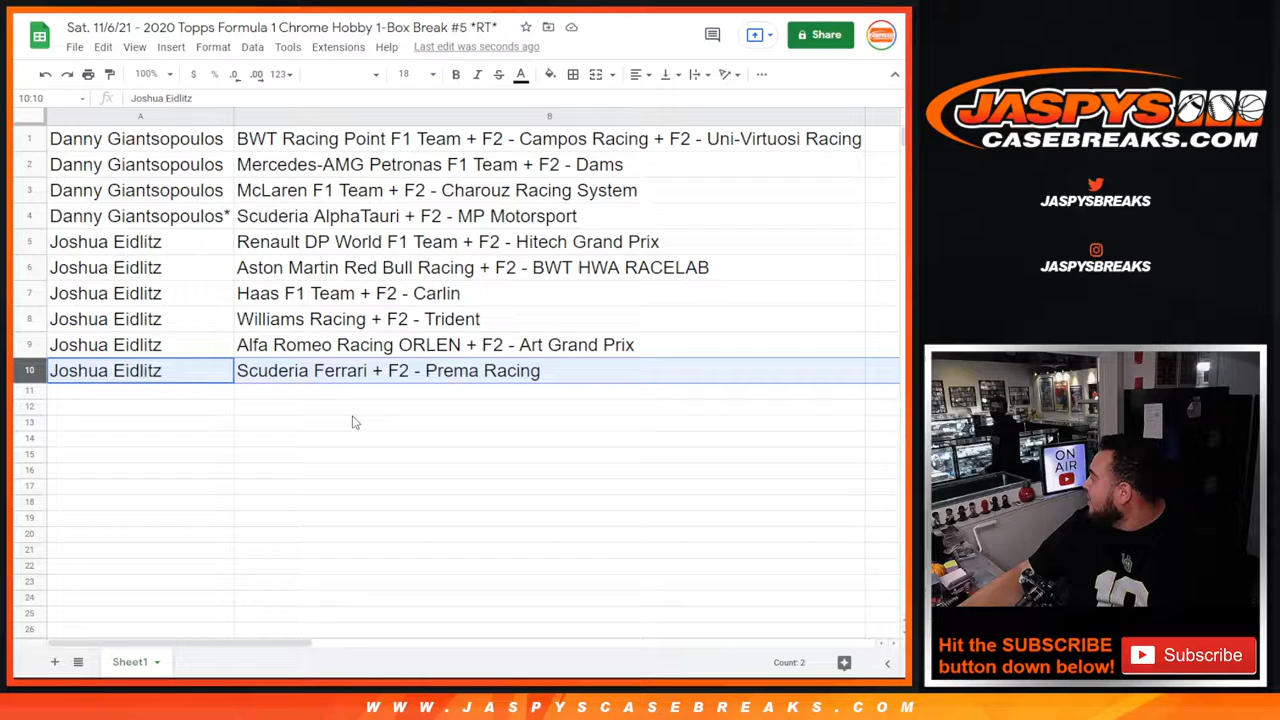 Sat. 11/6/21 - 2020 Topps Formula 1 Chrome Hobby 1-Box Break #5 *RT*
File Edit View Insert Format Data Tools Extensions Help Last edit was seconds ago
Share
100% $ % .0 .00 123 18 B I S A
10:10 fx Joshua Eidlitz
A B
1 Danny Giantsopoulos BWT Racing Point F1 Team + F2 - Campos Racing + F2 - Uni-Virtuosi Racing
2 Danny Giantsopoulos Mercedes-AMG Petronas F1 Team + F2 - Dams
3 Danny Giantsopoulos McLaren F1 Team + F2 - Charouz Racing System
4 Danny Giantsopoulos* Scuderia AlphaTauri + F2 - MP Motorsport
5 Joshua Eidlitz Renault DP World F1 Team + F2 - Hitech Grand Prix
6 Joshua Eidlitz Aston Martin Red Bull Racing + F2 - BWT HWA RACELAB
7 Joshua Eidlitz Haas F1 Team + F2 - Carlin
8 Joshua Eidlitz Williams Racing + F2 - Trident
9 Joshua Eidlitz Alfa Romeo Racing ORLEN + F2 - Art Grand Prix
10 Joshua Eidlitz Scuderia Ferrari + F2 - Prema Racing
11
12
13
14
15
16
17
18
19
20
21
22
23
24
25
26
Sheet1 Count: 2
JASPYS
CASEBREAKS.COM
JASPYSBREAKS
JASPYSBREAKS
ON
AIR
10
Hit the SUBSCRIBE
button down below!
Subscribe
WWW.JASPYSCASEBREAKS.COM